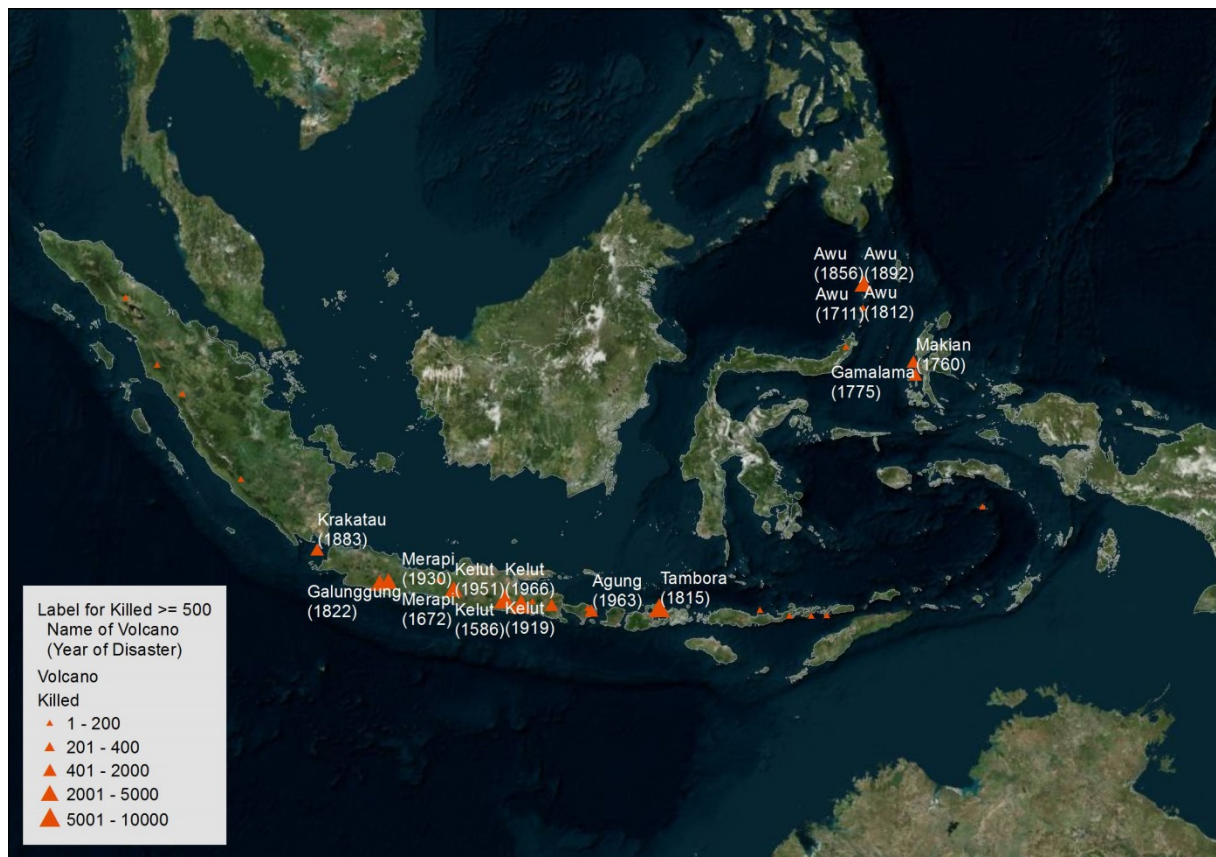 Awu
(1856)
Awu
(1892)
Awu
(1711)
Awu
(1812)
Makian
(1760)
Gamalama
(1775)
Krakatau
(1883)
Galunggung
(1822)
Merapi
(1930)
Merapi
(1672)
Kelut
(1951)
Kelut
(1966)
Kelut
(1586)
Kelut
(1919)
Agung
(1963)
Tambora
(1815)
Label for Killed >= 500
Name of Volcano
(Year of Disaster)
Volcano
Killed
1 - 200
201 - 400
401 - 2000
2001 - 5000
5001 - 10000